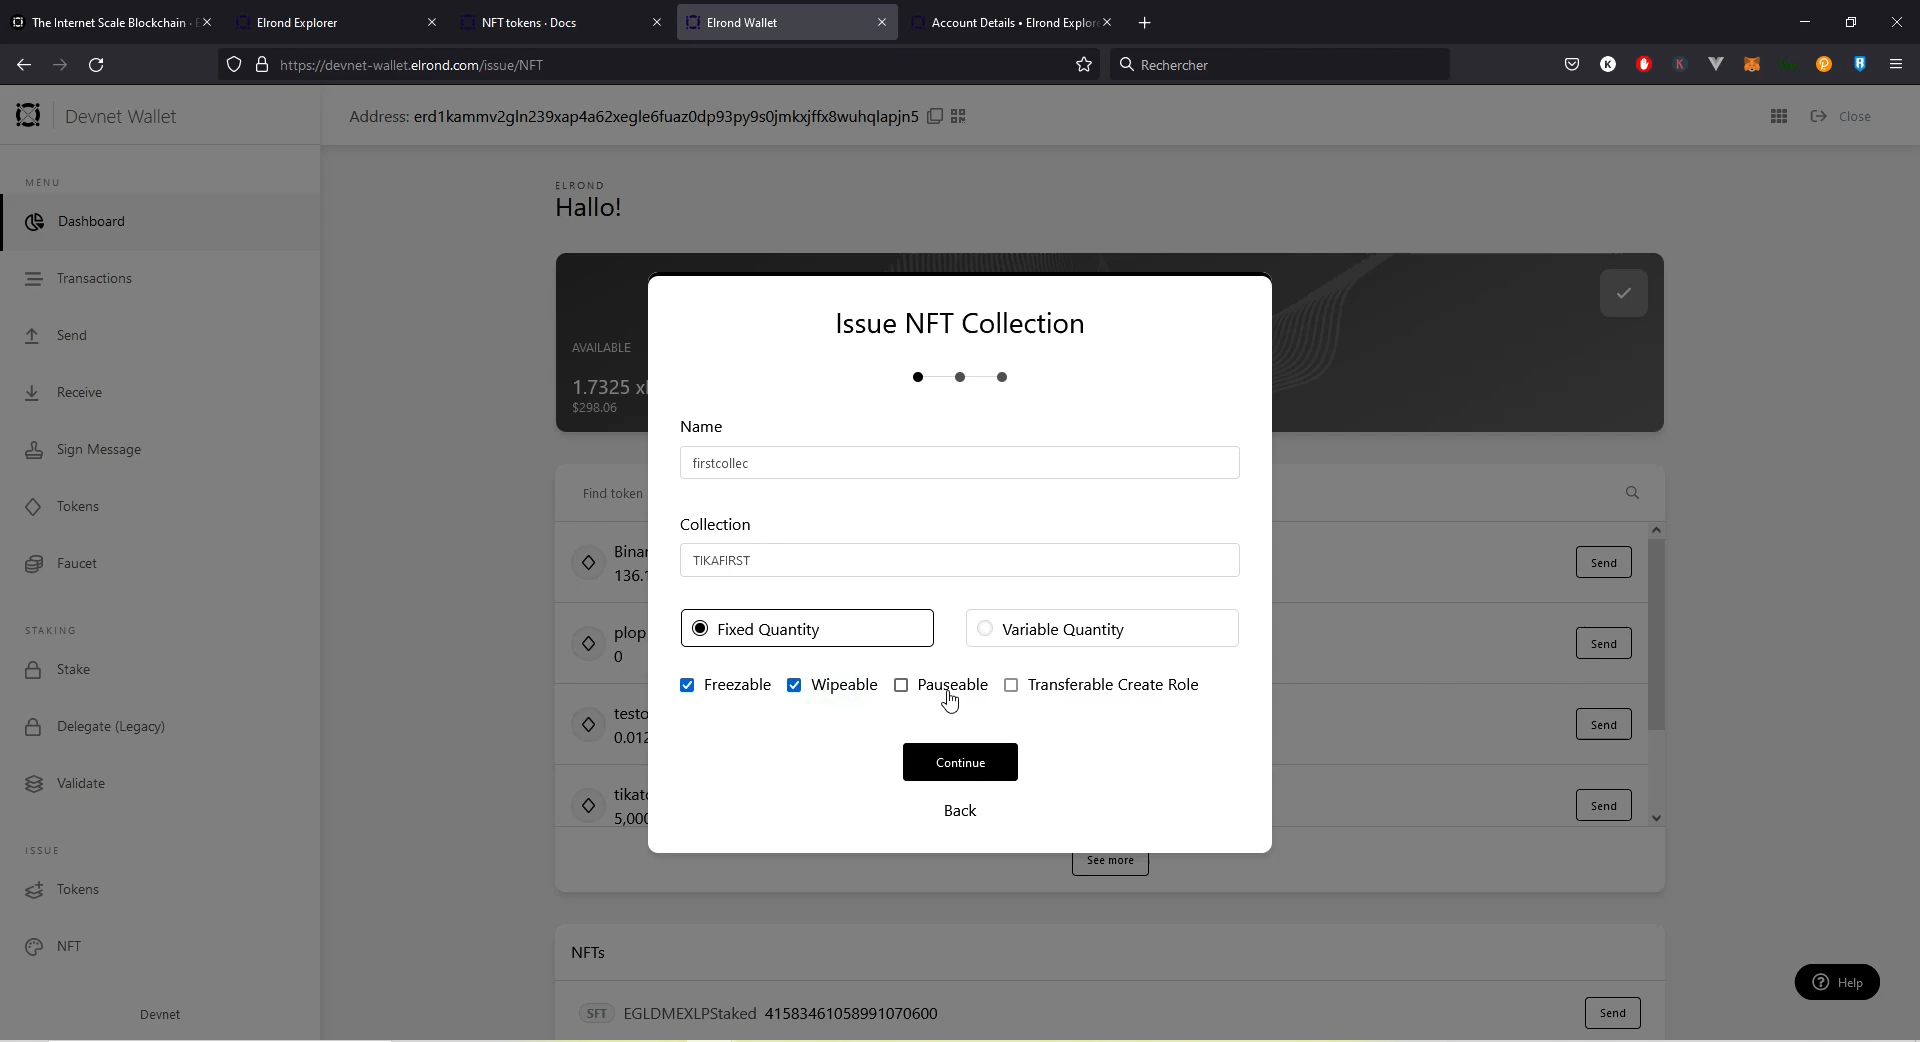 The Internet Scale Blockchain · E
Elrond Explorer
NFT tokens · Docs
Elrond Wallet
Account Details • Elrond Explore
https://devnet-wallet.elrond.com/issue/NFT
Rechercher
Devnet Wallet
Address: erd1kammv2gln239xap4a62xegle6fuaz0dp93py9s0jmkxjffx8wuhqlapjn5
Close
MENU
Dashboard
Transactions
Send
Receive
Sign Message
Tokens
Faucet
STAKING
Stake
Delegate (Legacy)
Validate
ISSUE
Tokens
NFT
Devnet
ELROND
Hallo!
AVAILABLE
1.7325 xl
$298.06
Find token
Binar
136.1
Send
plop
0
Send
testo
0.012
Send
tikato
5,000
Send
See more
NFTs
SFT EGLDMEXLPStaked 41583461058991070600
Send
Issue NFT Collection
Name
firstcollec
Collection
TIKAFIRST
Fixed Quantity
Variable Quantity
Freezable Wipeable Pauseable Transferable Create Role
Continue
Back
Help